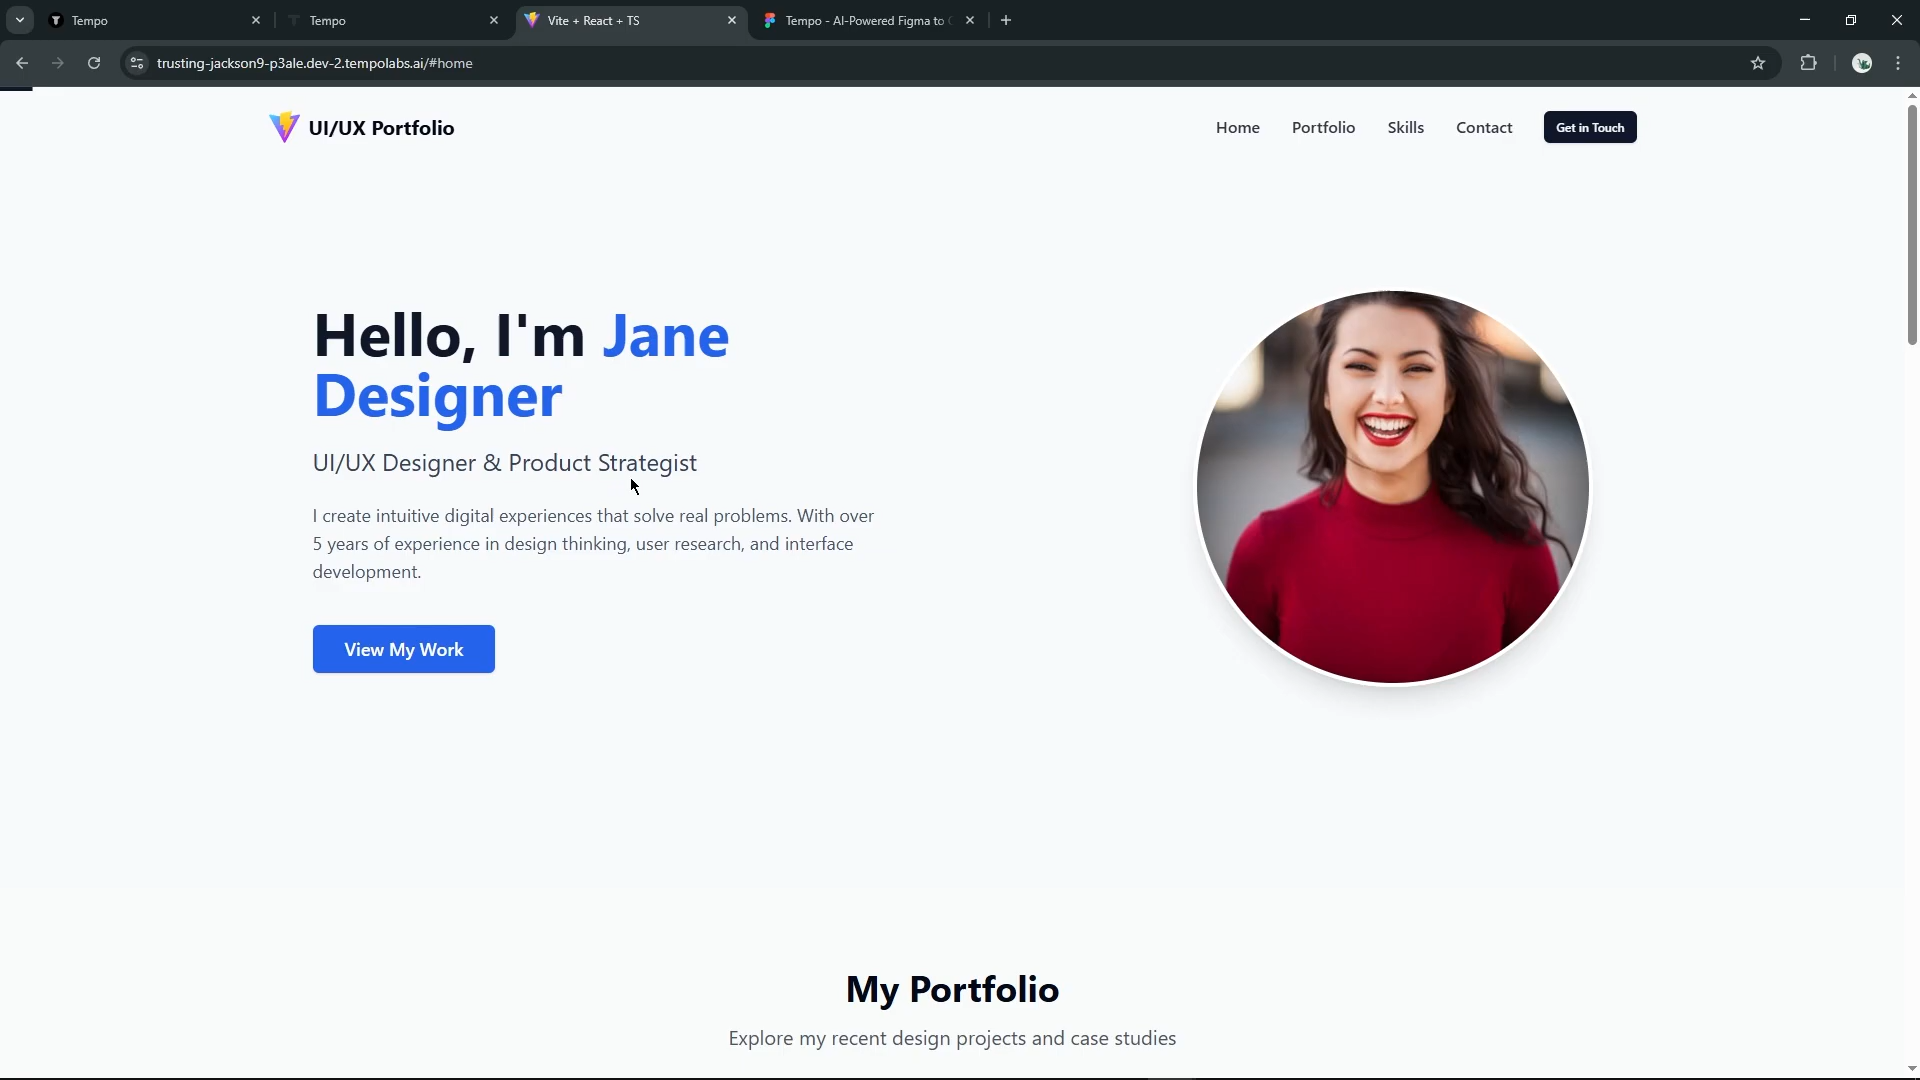 Tempo
Tempo
Vite + React + TS
Tempo - AI-Powered Figma to
trusting-jackson9-p3ale.dev-2.tempolabs.ai/#home
UI/UX Portfolio
Home
Portfolio
Skills
Contact
Get in Touch
Hello, I'm Jane
Designer
UI/UX Designer & Product Strategist
I create intuitive digital experiences that solve real problems. With over
5 years of experience in design thinking, user research, and interface
development.
View My Work
My Portfolio
Explore my recent design projects and case studies